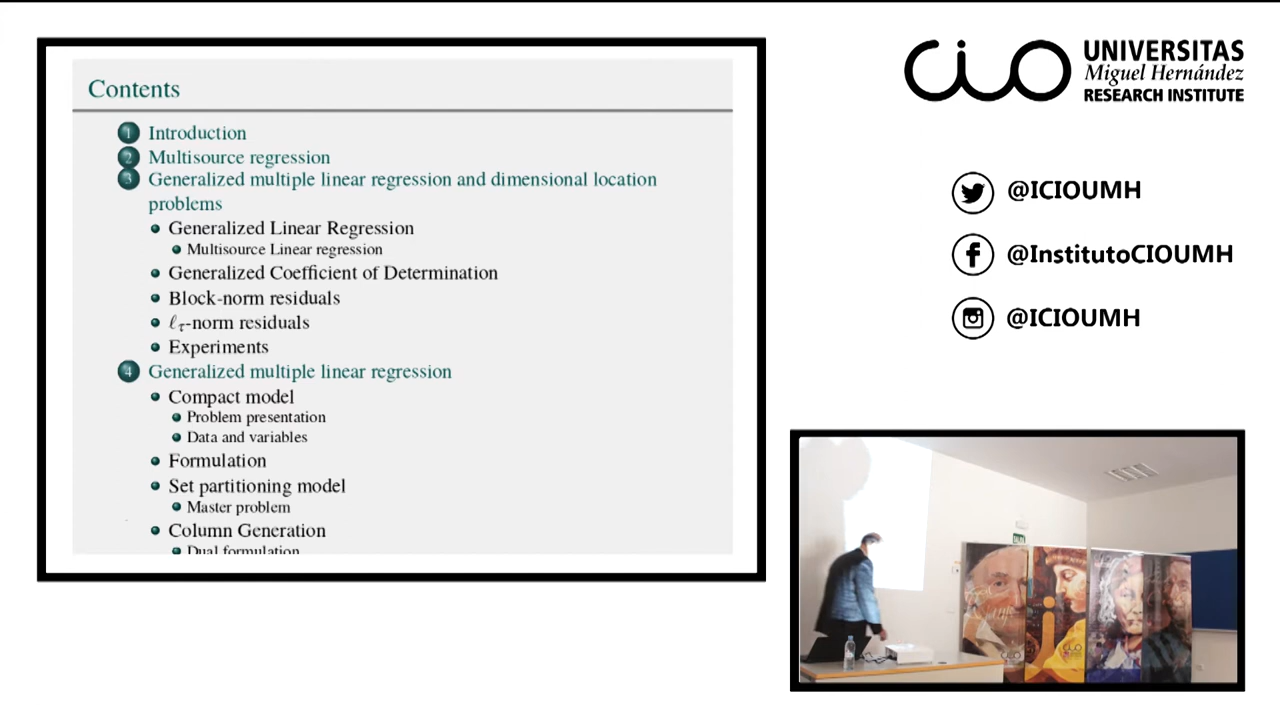 Contents
1 Introduction
2 Multisource regression
3 Generalized multiple linear regression and dimensional location
problems
Generalized Linear Regression
Multisource Linear regression
Generalized Coefficient of Determination
Block-norm residuals
ℓτ-norm residuals
Experiments
4 Generalized multiple linear regression
Compact model
Problem presentation
Data and variables
Formulation
Set partitioning model
Master problem
Column Generation
Dual formulation
cio
UNIVERSITAS
Miguel Hernández
RESEARCH INSTITUTE
@ICIOUMH
@InstitutoCIOUMH
@ICIOUMH